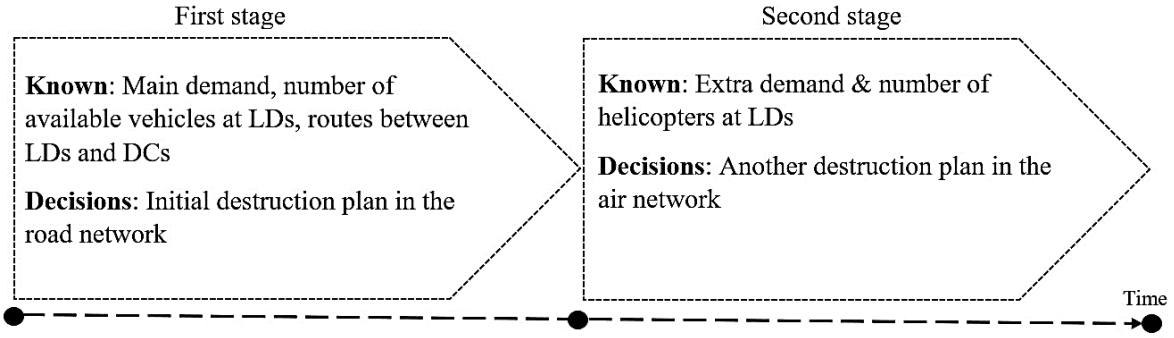 First stage
Known: Main demand, number of
available vehicles at LDs, routes between
LDs and DCs
Decisions: Initial destruction plan in the
road network
Second stage
Known: Extra demand & number of
helicopters at LDs
Decisions: Another destruction plan in the
air network
Time